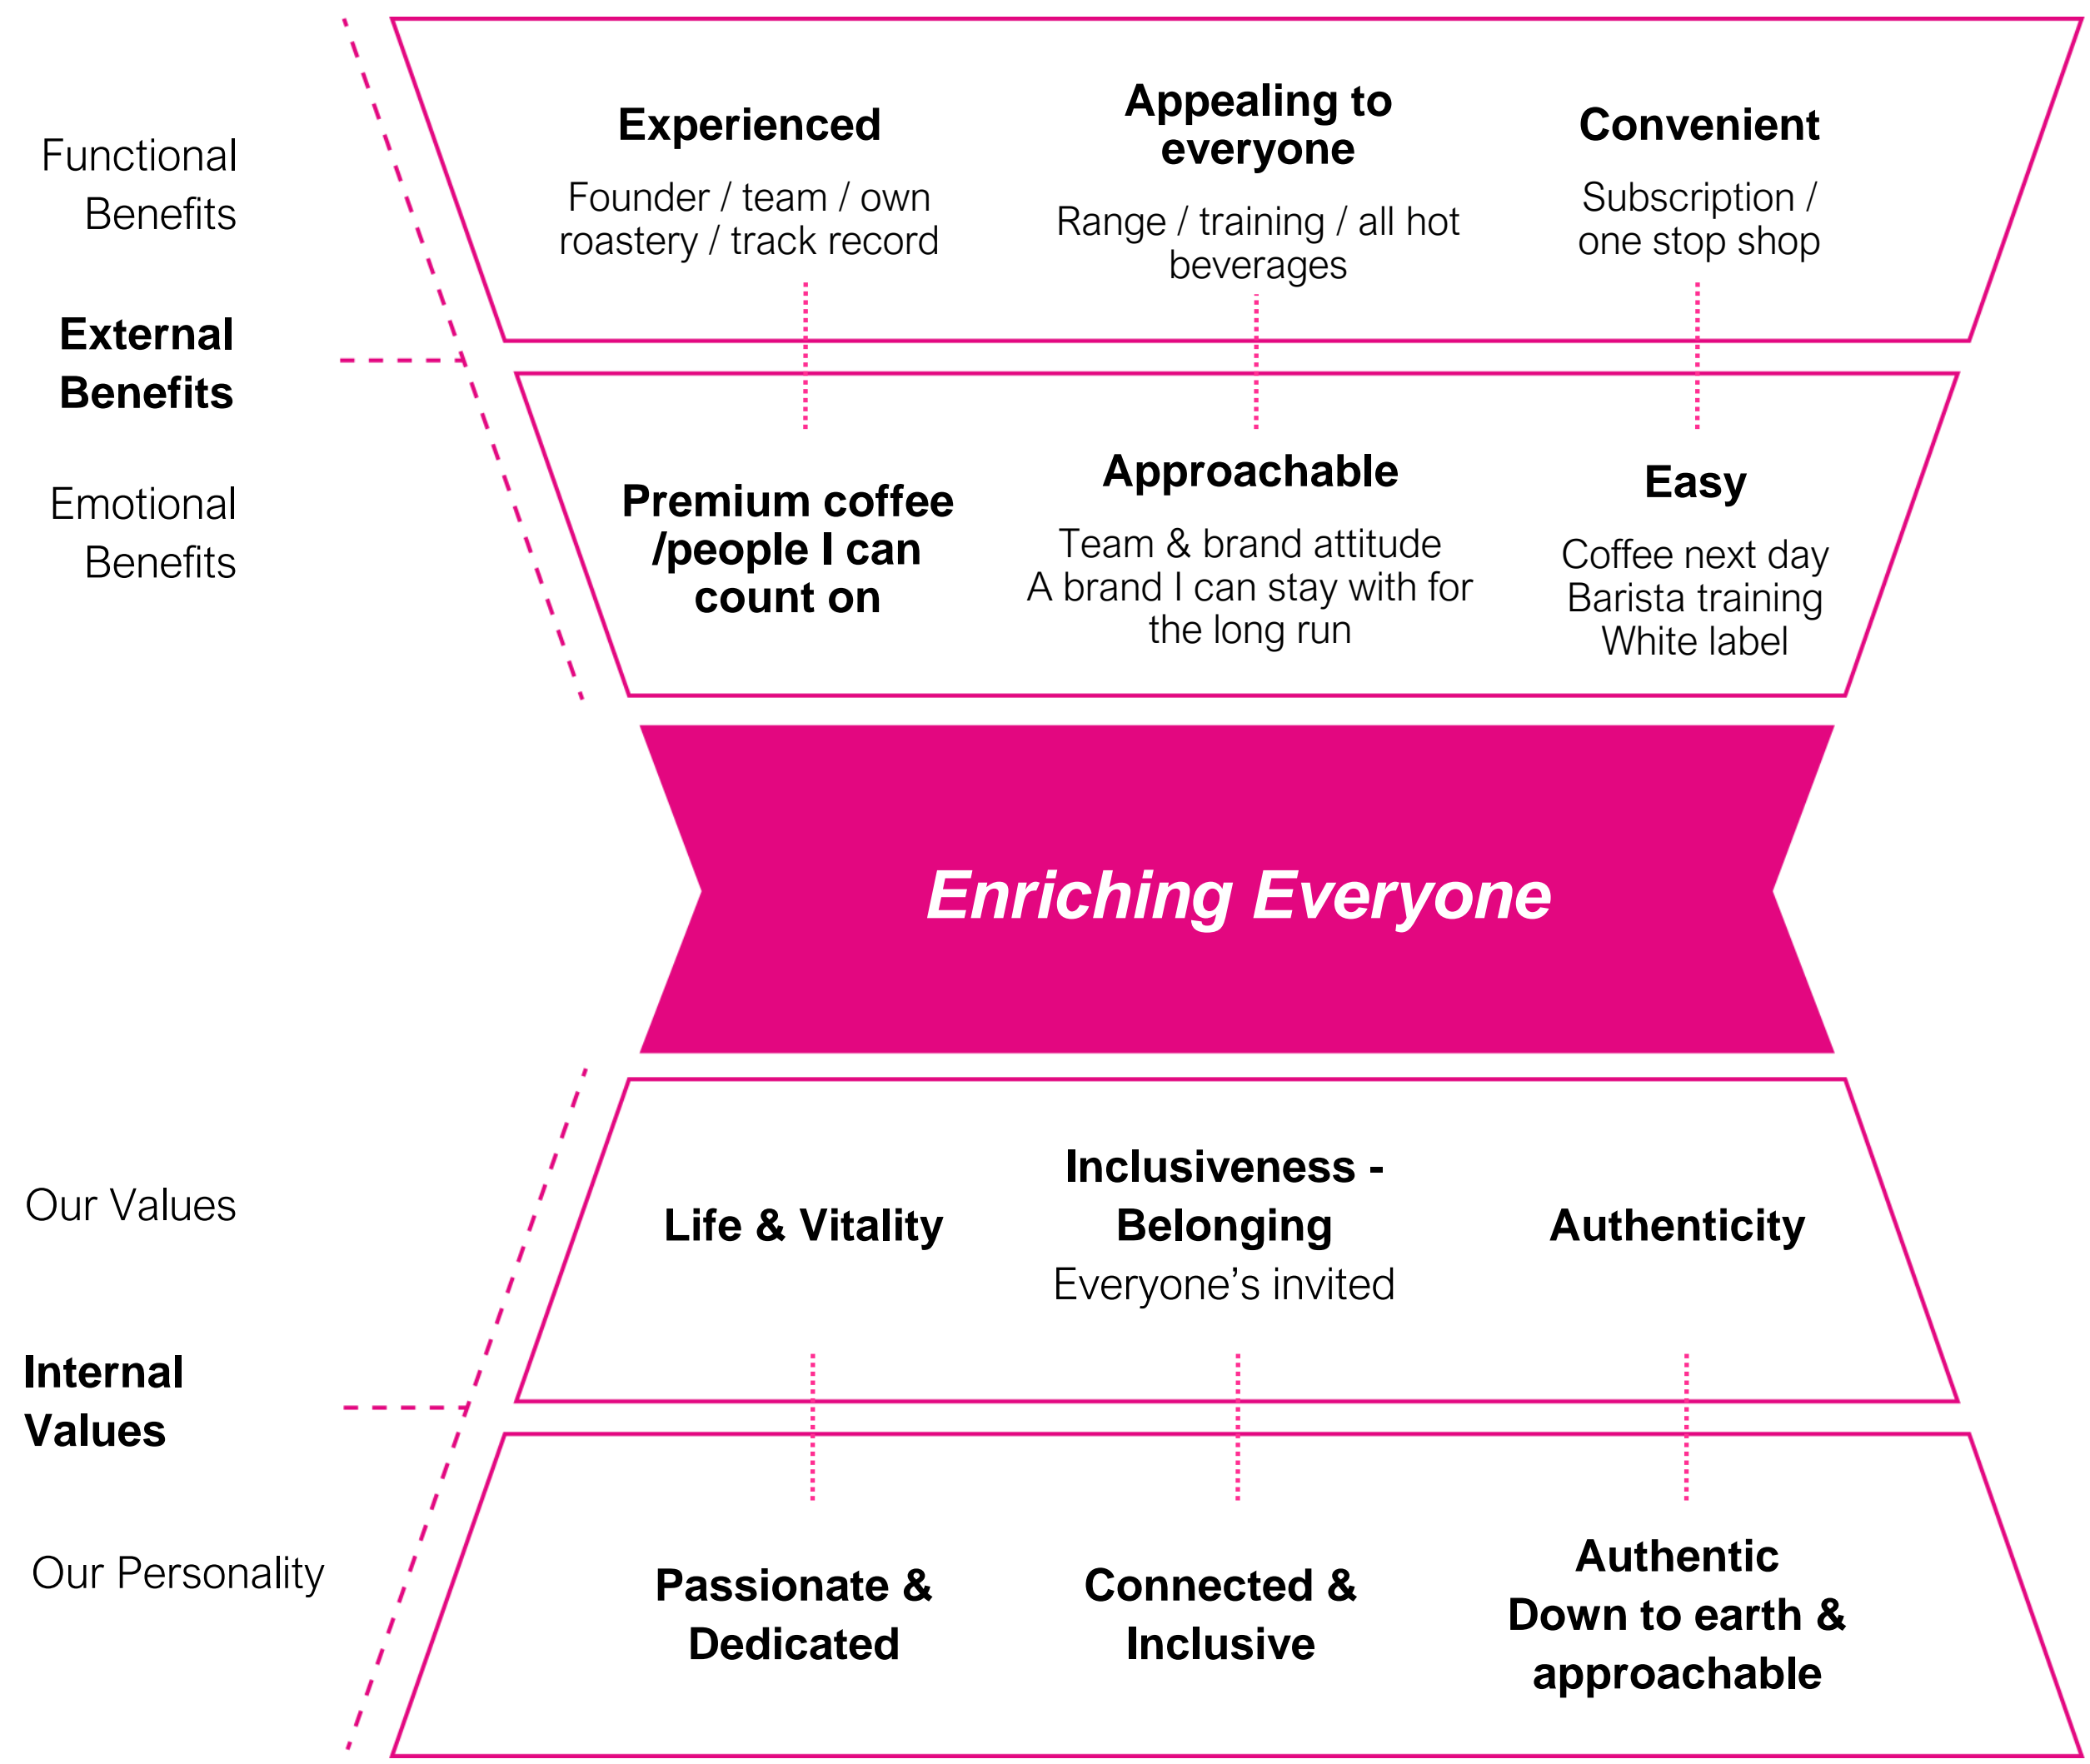 Functional
Benefits
External
Benefits
Emotional
Benefits
Experienced
Founder / team / own
roastery / track record
Appealing to
everyone
Range / training / all hot
beverages
Convenient
Subscription /
one stop shop
Premium coffee
/people I can
count on
Approachable
Team & brand attitude
A brand I can stay with for
the long run
Easy
Coffee next day
Barista training
White label
Enriching Everyone
Our Values
Internal
Values
Our Personality
Life & Vitality
Inclusiveness -
Belonging
Everyone’s invited
Authenticity
Passionate &
Dedicated
Connected &
Inclusive
Authentic
Down to earth &
approachable